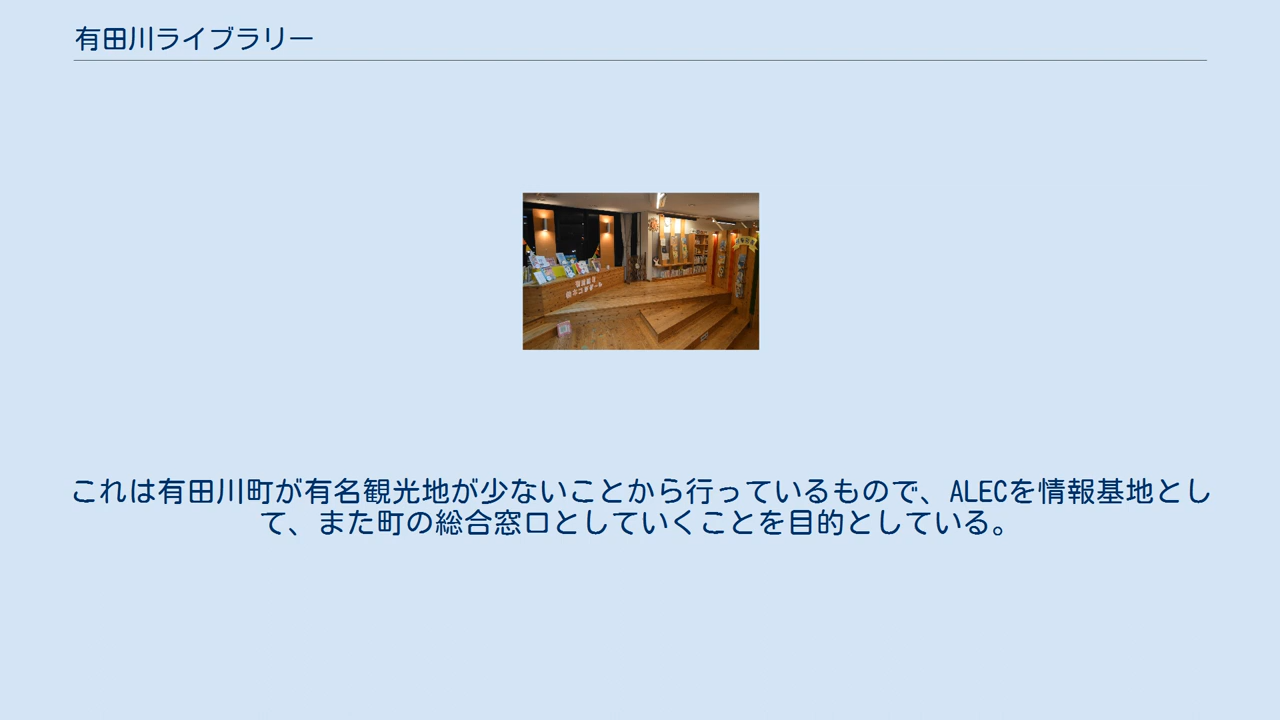 有田川ライブラリー
これは有田川町が有名観光地が少ないことから行っているもので、ALECを情報基地とし
て、また町の総合窓口としていくことを目的としている。